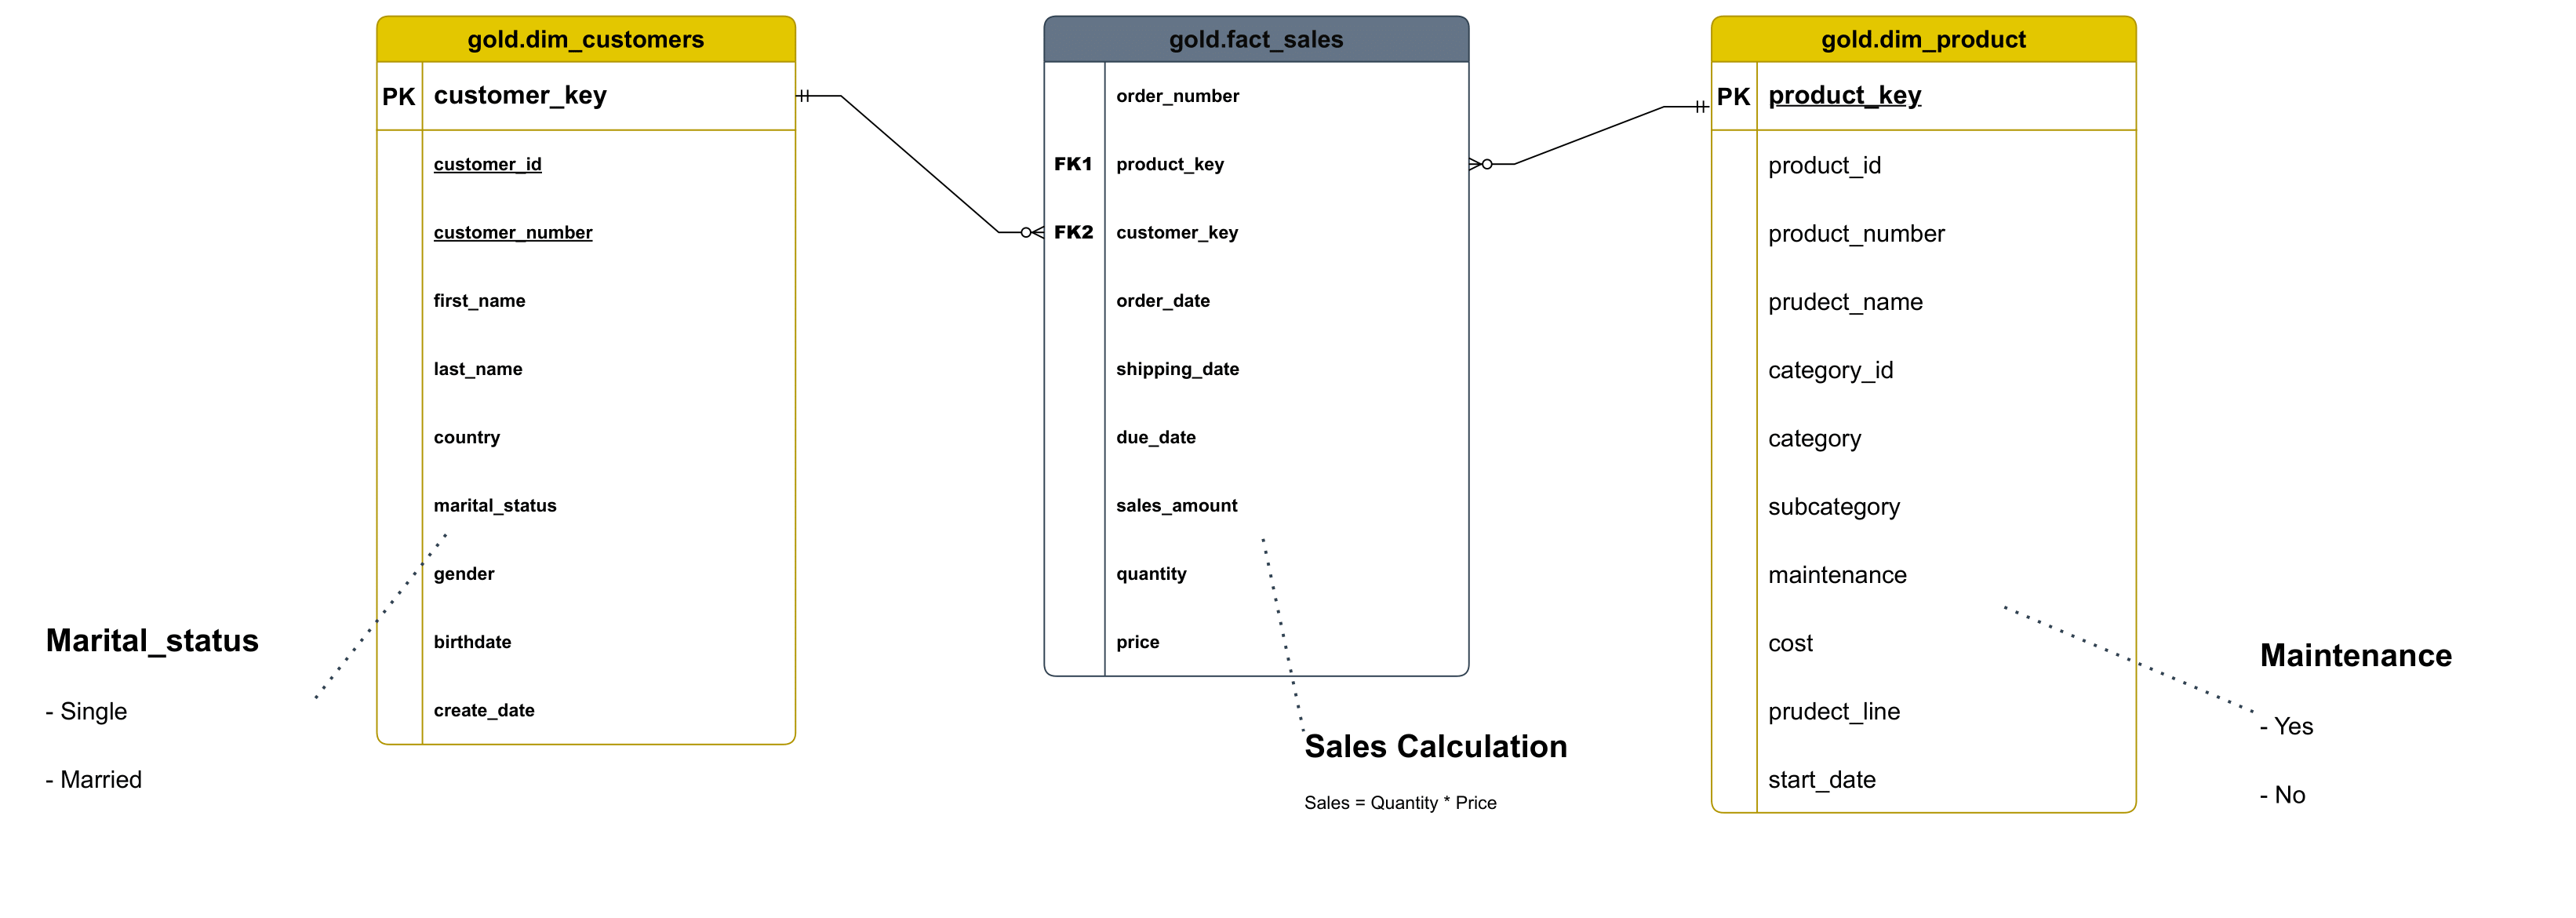 gold.dim_customers
PK customer_key
customer_id
customer_number
first_name
last_name
country
marital_status
gender
birthdate
create_date
Marital_status
- Single
- Married
gold.fact_sales
order_number
FK1 product_key
FK2 customer_key
order_date
shipping_date
due_date
sales_amount
quantity
price
Sales Calculation
Sales = Quantity * Price
gold.dim_product
PK product_key
product_id
product_number
prudect_name
category_id
category
subcategory
maintenance
cost
prudect_line
start_date
Maintenance
- Yes
- No